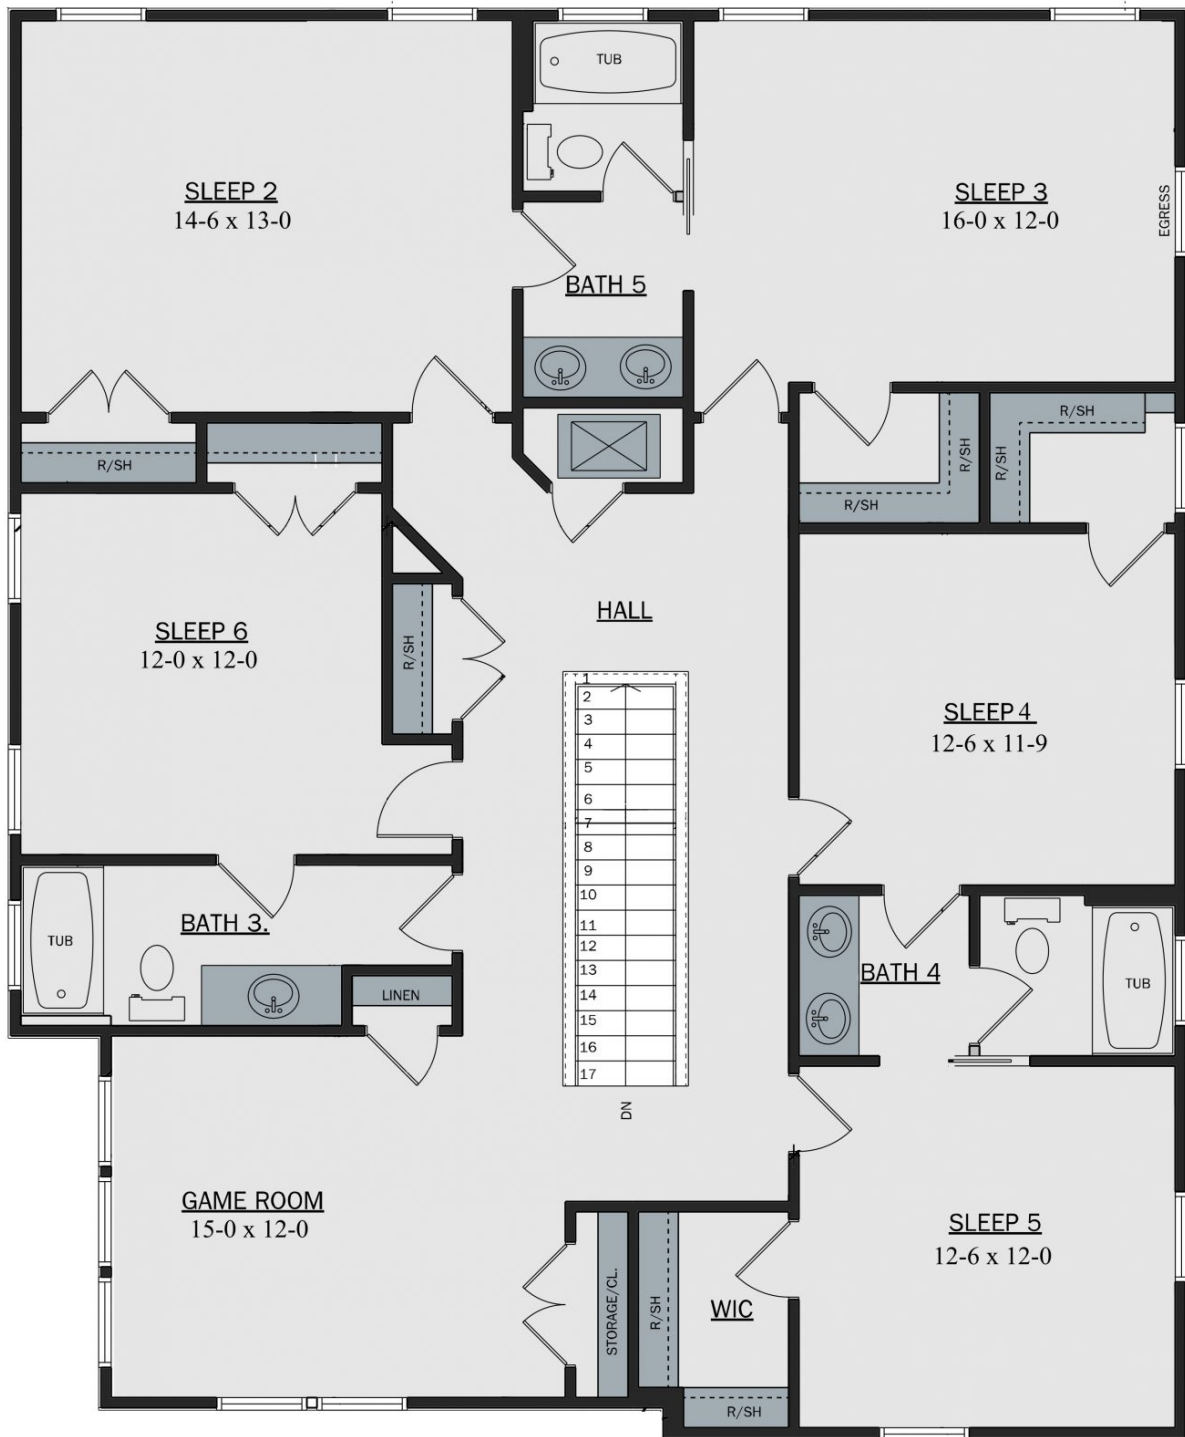 TUB
SLEEP 2
14-6 x 13-0
SLEEP 3
16-0 x 12-0
EGRESS
BATH 5
R/SH
R/SH
R/SH
R/SH
R/SH
R/SH
SLEEP 6
12-0 x 12-0
HALL
SLEEP 4
12-6 x 11-9
1
2
3
4
5
6
7
8
9
10
11
12
13
14
15
16
17
DN
BATH 3.
TUB
LINEN
BATH 4
TUB
GAME ROOM
15-0 x 12-0
STORAGE/CL.
R/SH
WIC
R/SH
SLEEP 5
12-6 x 12-0